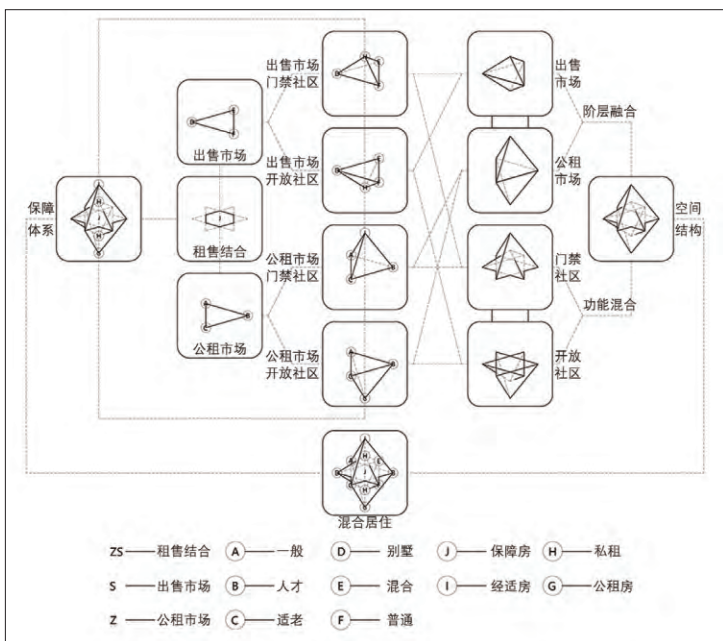 出售市场
门禁社区
出售市场
出售市场
开放社区
保障
体系
租售结合
公租市场
门禁社区
公租市场
公租市场
开放社区
出售
市场
阶层融合
公租
市场
空间
结构
门禁
社区
功能混合
开放
社区
混合居住
ZS 租售结合 A 一般 D 别墅 J 保障房 H 私租
S 出售市场 B 人才 E 混合 I 经适房 G 公租房
Z 公租市场 C 适老 F 普通